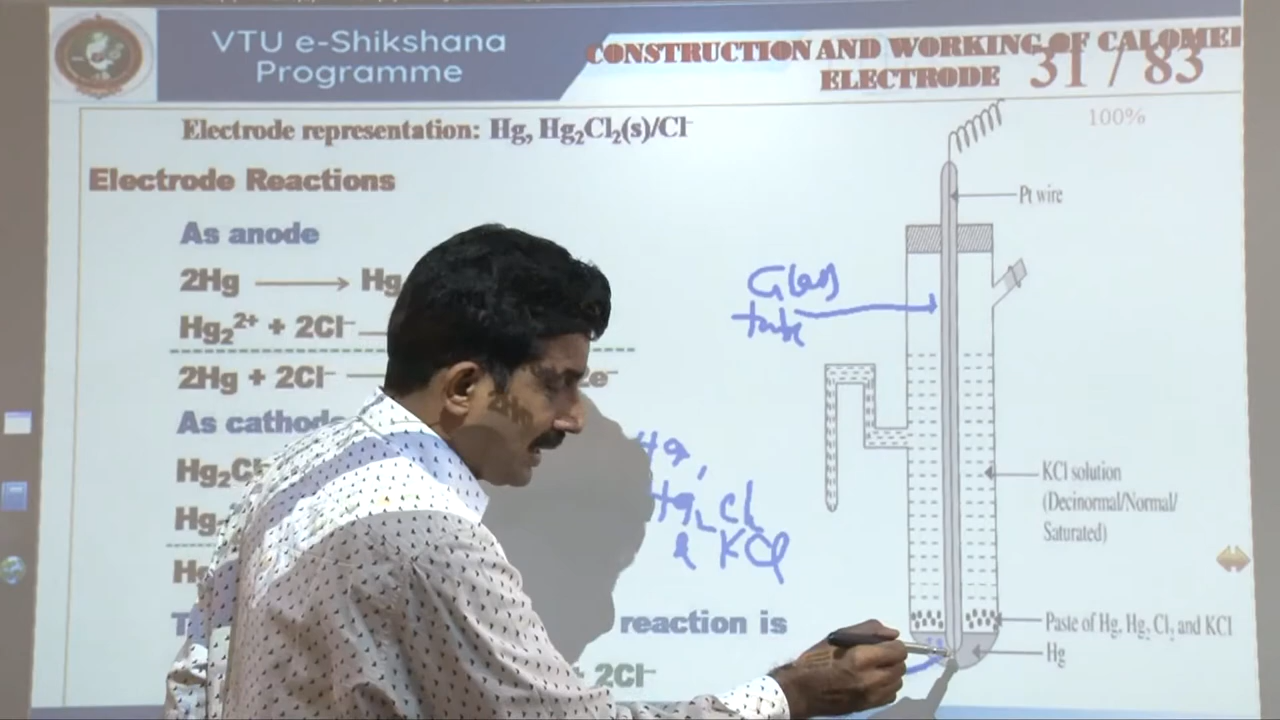 VTU e-Shikshana
Programme
CONSTRUCTION AND WORKING OF CALOMEL
ELECTRODE
31 / 83
100%
Electrode representation: Hg, Hg₂Cl₂(s)/Cl⁻
Electrode Reactions
As anode
2Hg ⟶ Hg
Hg₂²⁺ + 2Cl⁻
2Hg + 2Cl⁻ e⁻
As cathode
Hg₂Cl
Hg
H
reaction is
+ 2Cl⁻
Pt wire
Glass
tube
Hg,
Hg₂Cl
& KCl
KCl solution
(Decinormal/Normal/
Saturated)
Paste of Hg, Hg₂ Cl₂ and KCl
Hg